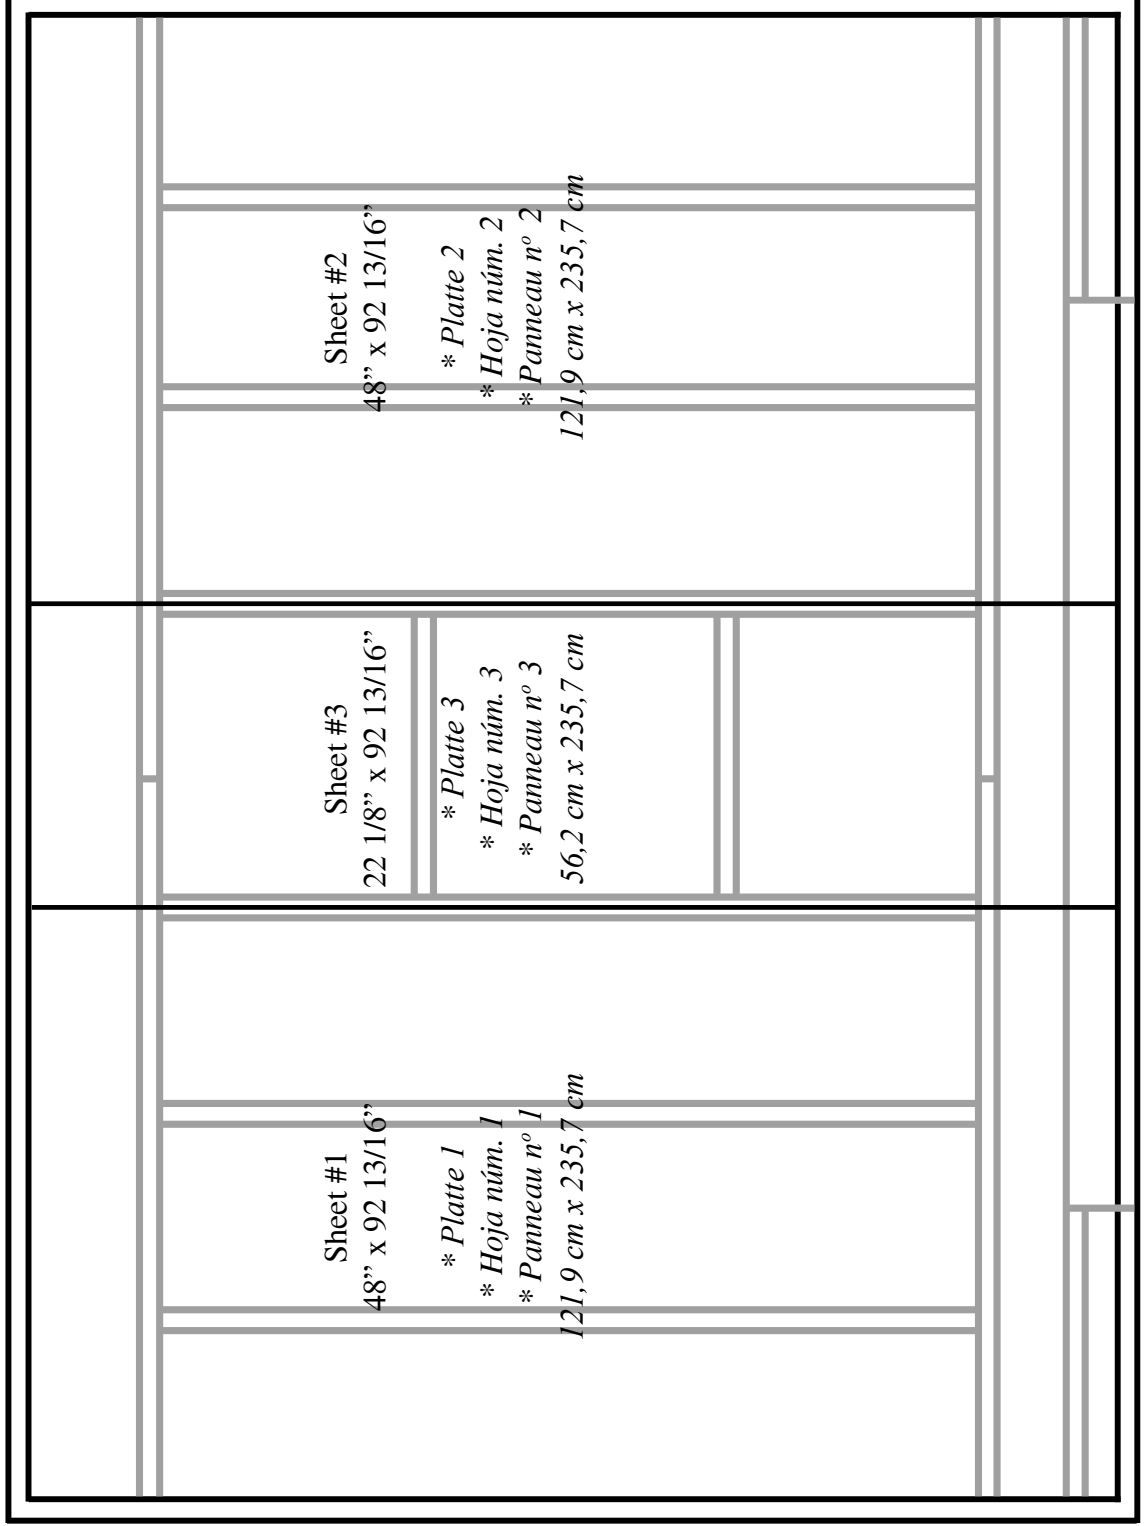 Sheet #1
48” x 92 13/16”
* Platte 1
* Hoja núm. 1
* Panneau nº 1
121,9 cm x 235,7 cm
Sheet #3
22 1/8” x 92 13/16”
* Platte 3
* Hoja núm. 3
* Panneau nº 3
56,2 cm x 235,7 cm
Sheet #2
48” x 92 13/16”
* Platte 2
* Hoja núm. 2
* Panneau nº 2
121,9 cm x 235,7 cm